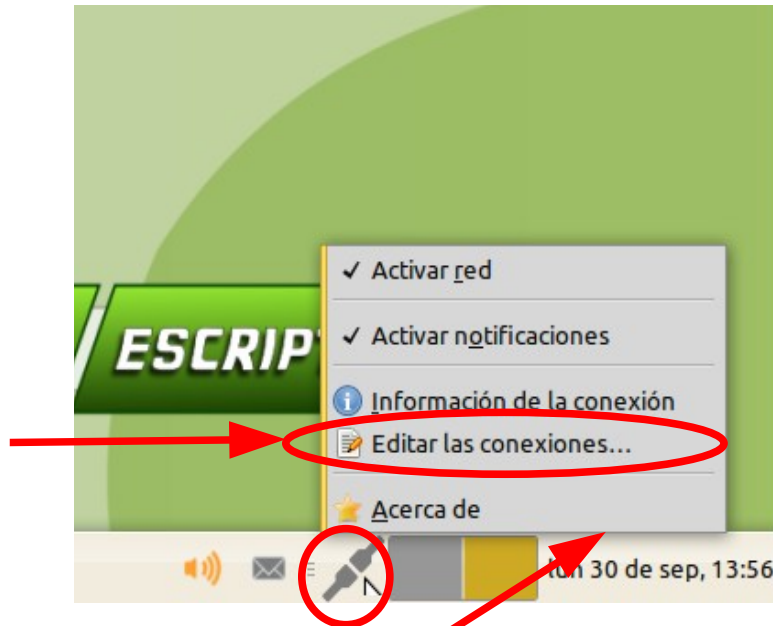 Activar red
Activar notificaciones
ESCRIP
Información de la conexión
Editar las conexiones...
Acerca de
lun 30 de sep, 13:56